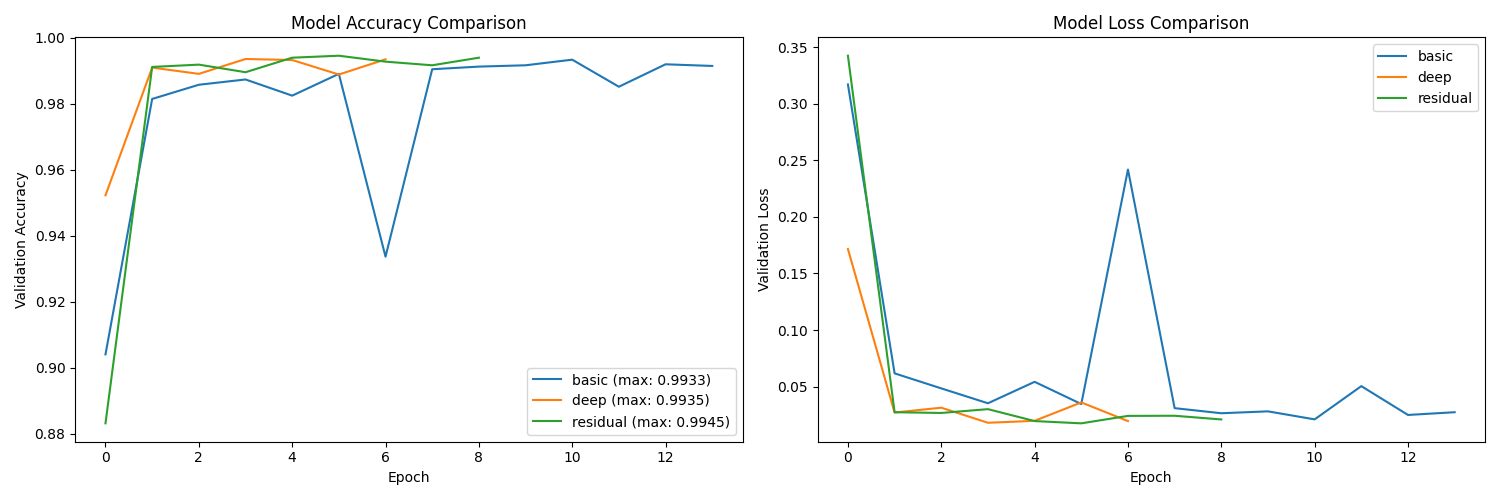 Model Accuracy Comparison
1.00
0.98
0.96
0.94
0.92
0.90
0.88
Validation Accuracy
basic (max: 0.9933)
deep (max: 0.9935)
residual (max: 0.9945)
0 2 4 6 8 10 12
Epoch
Model Loss Comparison
0.35
0.30
0.25
0.20
0.15
0.10
0.05
Validation Loss
basic
deep
residual
0 2 4 6 8 10 12
Epoch